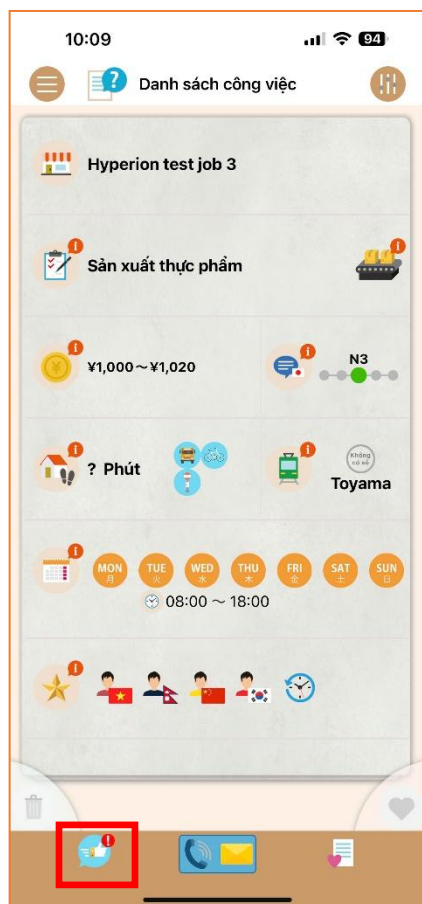 10:09
94
?
Danh sách công việc
Hyperion test job 3
Sản xuất thực phẩm
¥1,000~¥1,020
N3
? Phút
Không có số
Toyama
MON TUE WED THU FRI SAT SUN
月 火 水 木 金 土 日
08:00 ~ 18:00